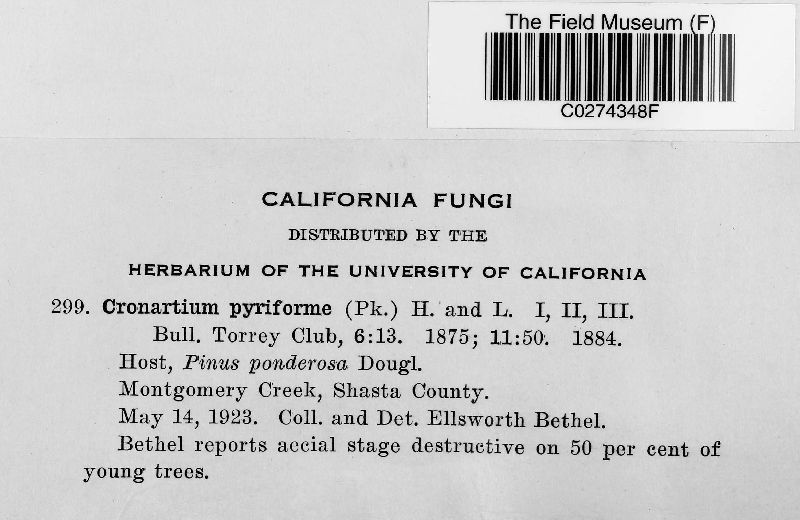 The Field Museum (F)
C0274348F
CALIFORNIA FUNGI
DISTRIBUTED BY THE
HERBARIUM OF THE UNIVERSITY OF CALIFORNIA
299. Cronartium pyriforme (Pk.) H. and L. I, II, III.
Bull. Torrey Club, 6:13. 1875; 11:50. 1884.
Host, Pinus ponderosa Dougl.
Montgomery Creek, Shasta County.
May 14, 1923. Coll. and Det. Ellsworth Bethel.
Bethel reports aecial stage destructive on 50 per cent of
young trees.